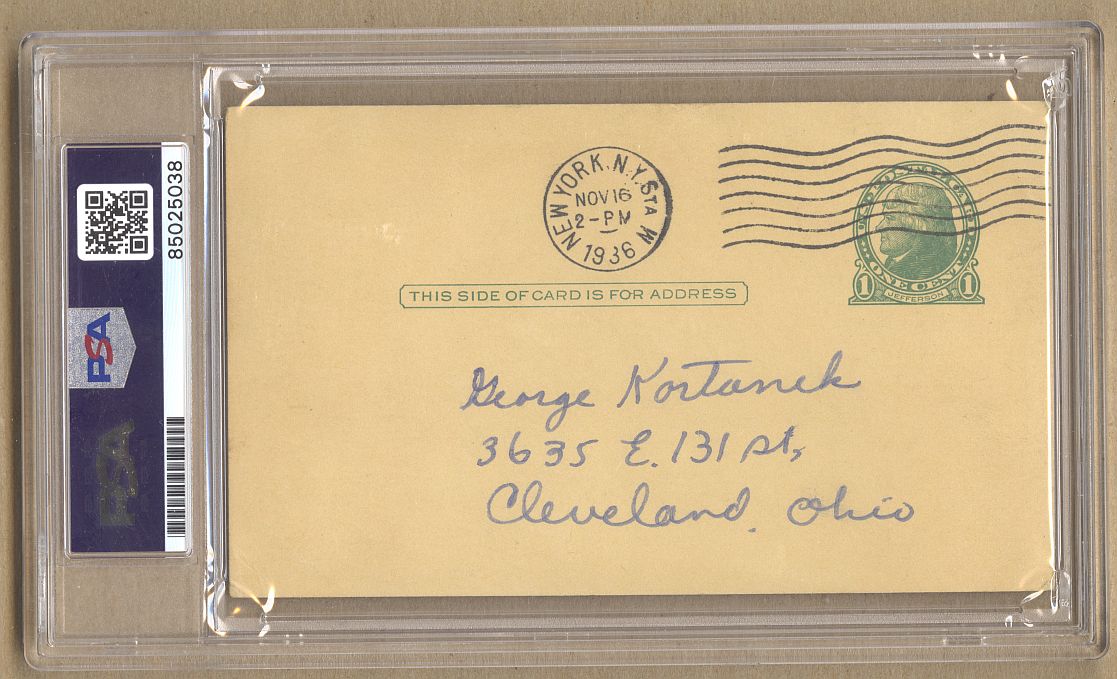 85025038
PSA
PSA
NEW YORK, N.Y. STA W
NOV 16
2-PM
1936
ONE CENT
1 JEFFERSON 1
THIS SIDE OF CARD IS FOR ADDRESS
George Kortanek
3635 E. 131 St,
Cleveland, Ohio